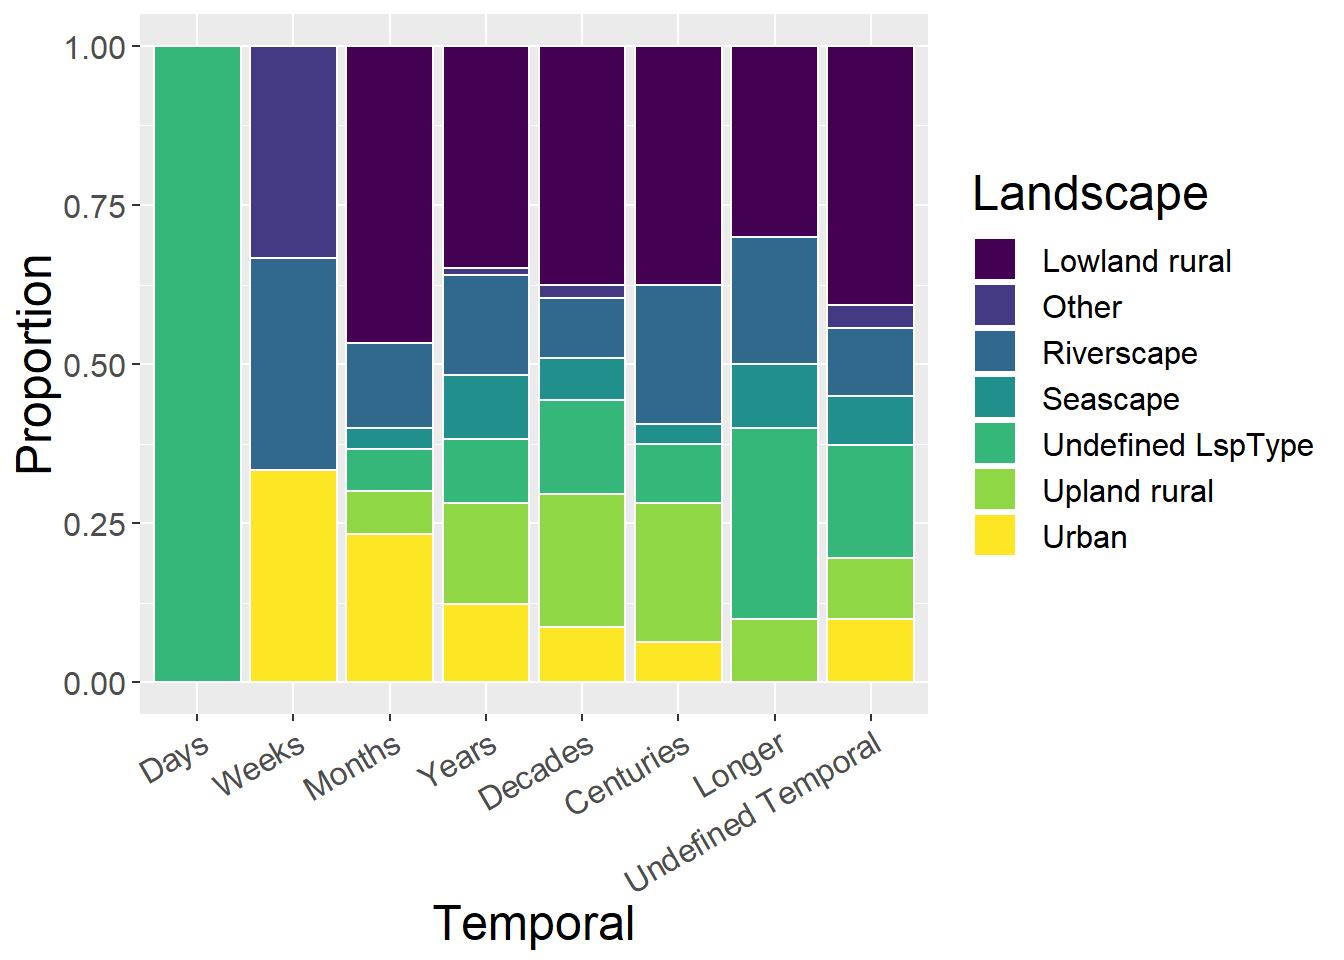 1.00
0.75
0.50
0.25
0.00
Proportion
Days
Weeks
Months
Years
Decades
Centuries
Longer
Undefined Temporal
Temporal
Landscape
Lowland rural
Other
Riverscape
Seascape
Undefined LspType
Upland rural
Urban